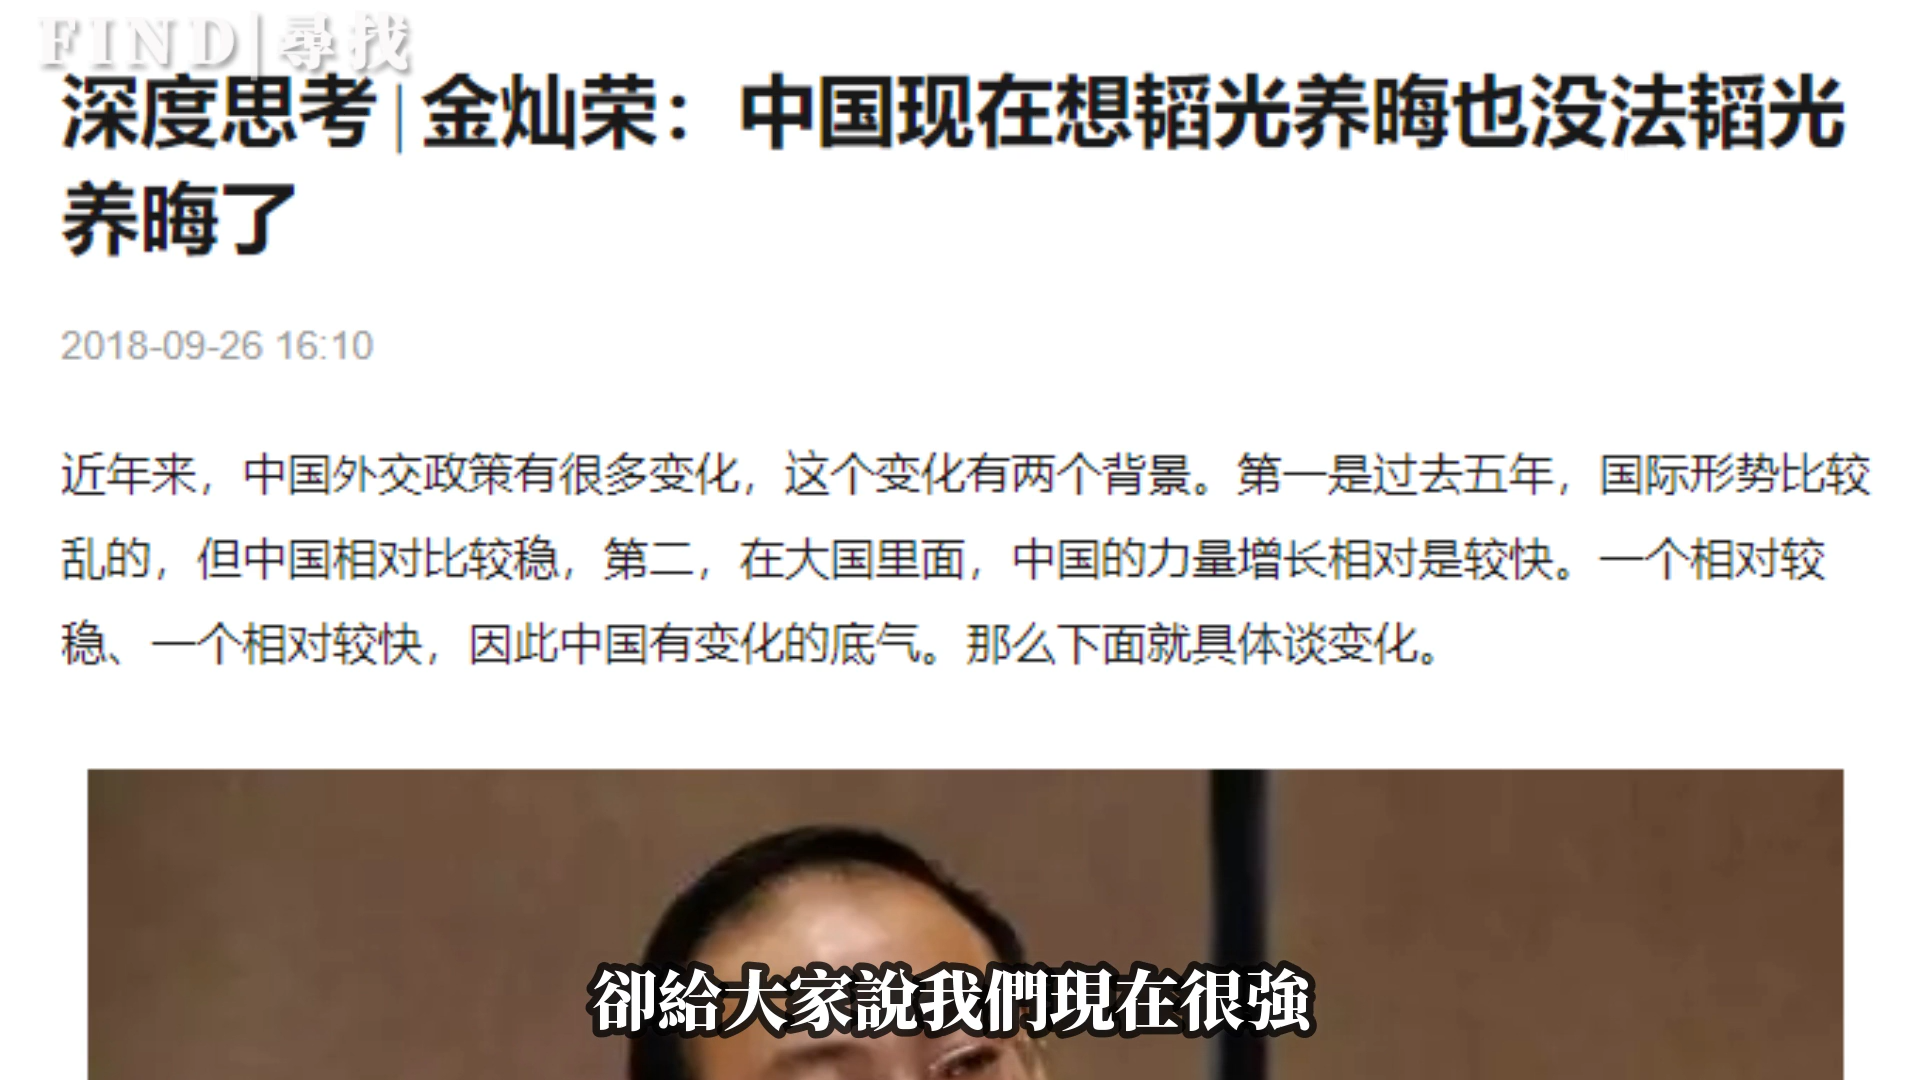 FIND|尋找
深度思考|金灿荣：中国现在想韬光养晦也没法韬光
养晦了
2018-09-26 16:10
近年来，中国外交政策有很多变化，这个变化有两个背景。第一是过去五年，国际形势比较
乱的，但中国相对比较稳，第二，在大国里面，中国的力量增长相对是较快。一个相对较
稳、一个相对较快，因此中国有变化的底气。那么下面就具体谈变化。
卻給大家說我們現在很強